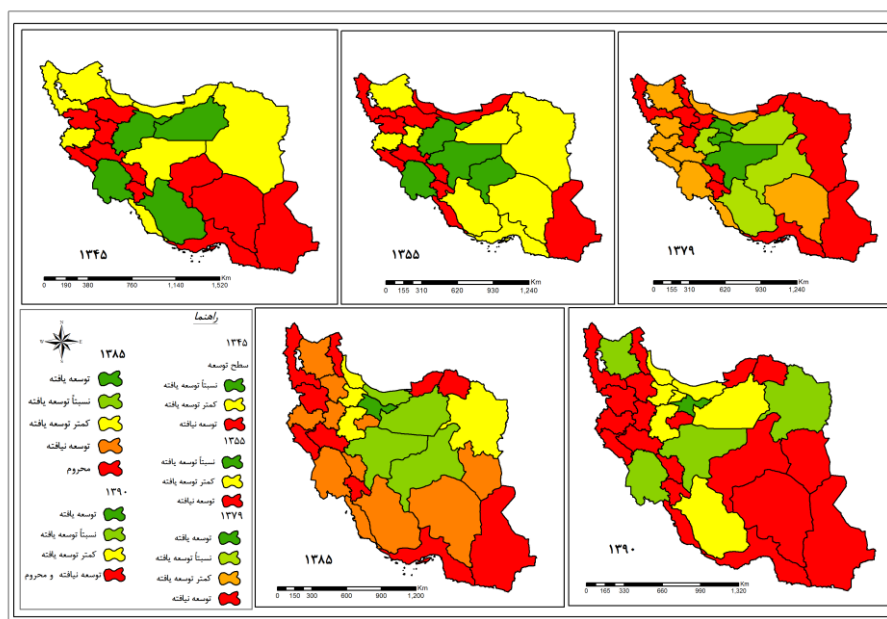 ۱۳۴۵
Km
0 190 380 760 1,140 1,520
۱۳۵۵
Km
0 155 310 620 930 1,240
۱۳۷۹
Km
0 155 310 620 930 1,240
راهنما
۱۳۴۵
سطح توسعه
نسبتاً توسعه یافته
کمتر توسعه یافته
توسعه نیافته
۱۳۵۵
نسبتاً توسعه یافته
کمتر توسعه یافته
توسعه نیافته
۱۳۷۹
توسعه یافته
نسبتاً توسعه یافته
کمتر توسعه یافته
توسعه نیافته
۱۳۸۵
توسعه یافته
نسبتاً توسعه یافته
کمتر توسعه یافته
توسعه نیافته
محروم
۱۳۹۰
توسعه یافته
نسبتاً توسعه یافته
کمتر توسعه یافته
توسعه نیافته و محروم
۱۳۸۵
Km
0 150 300 600 900 1,200
۱۳۹۰
Km
0 165 330 660 990 1,320